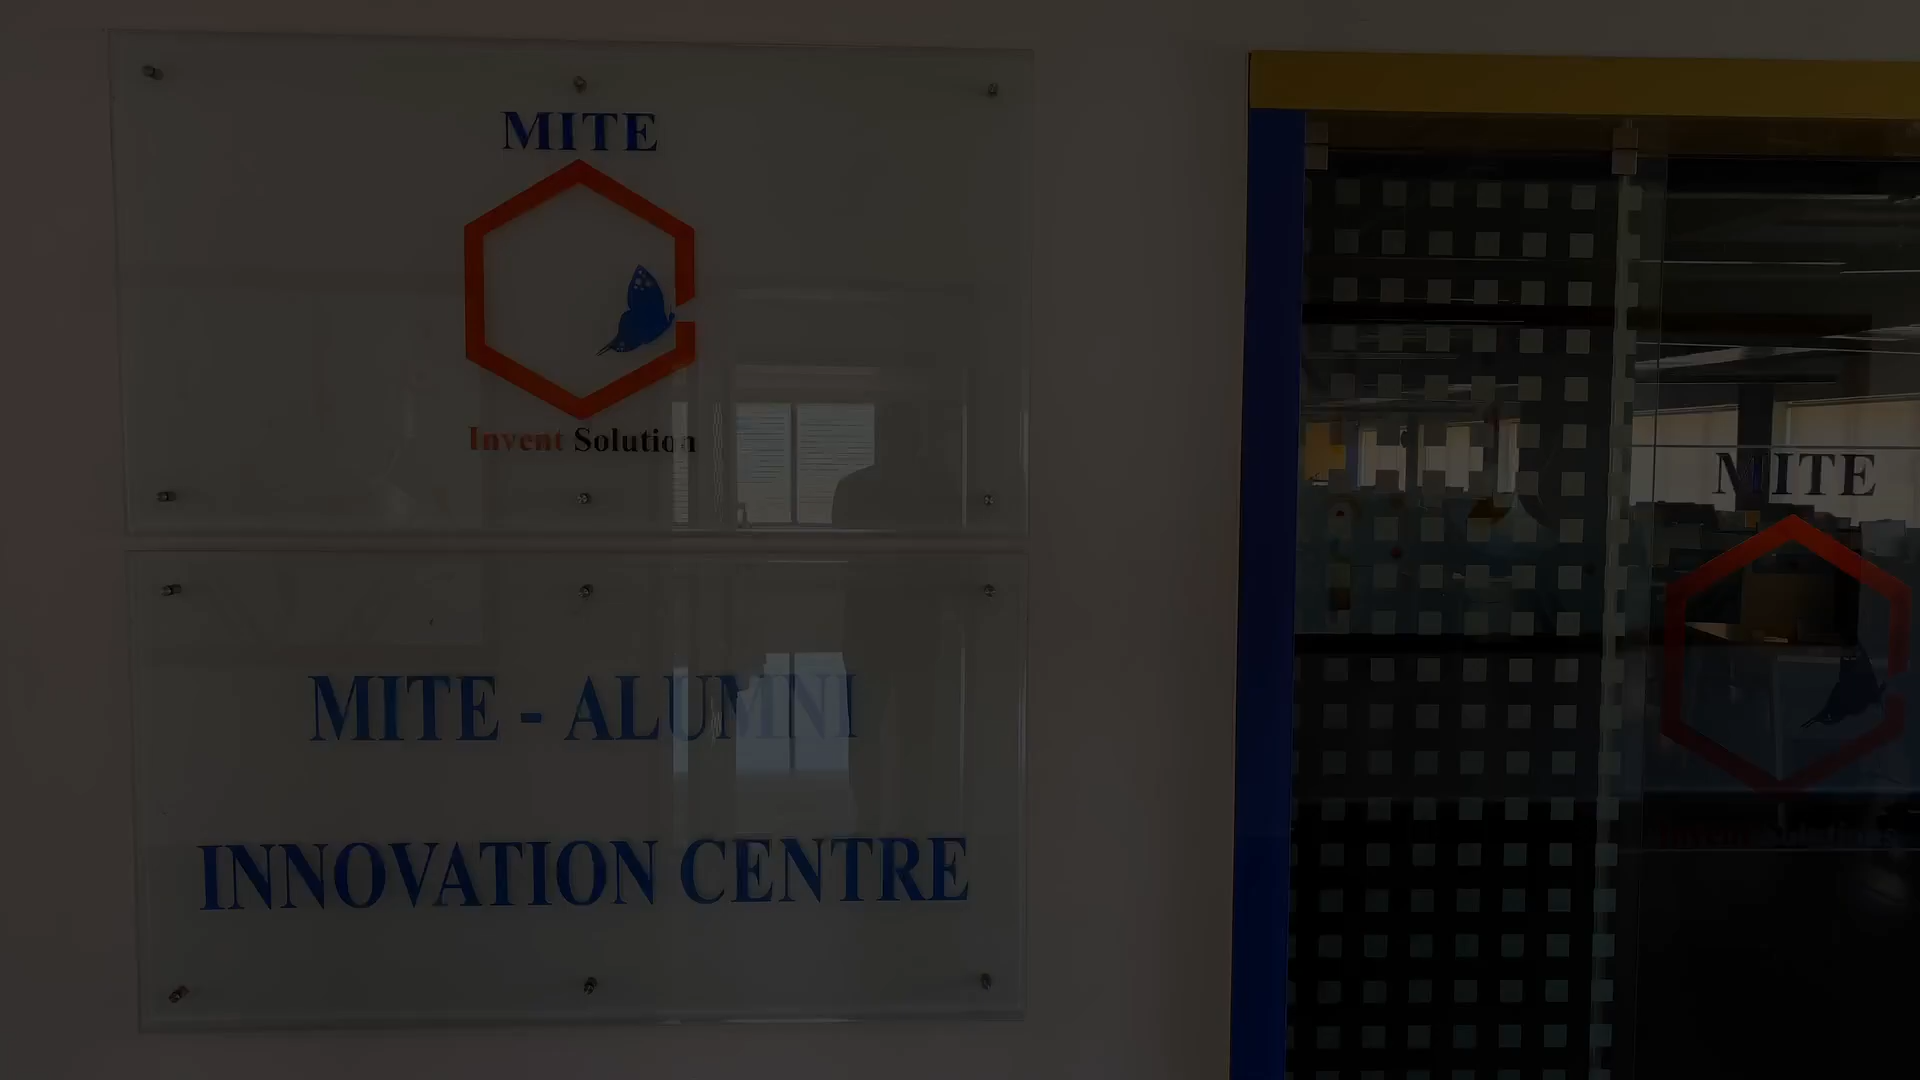 MITE
Invent Solution
MITE - ALUMNI
INNOVATION CENTRE
MITE